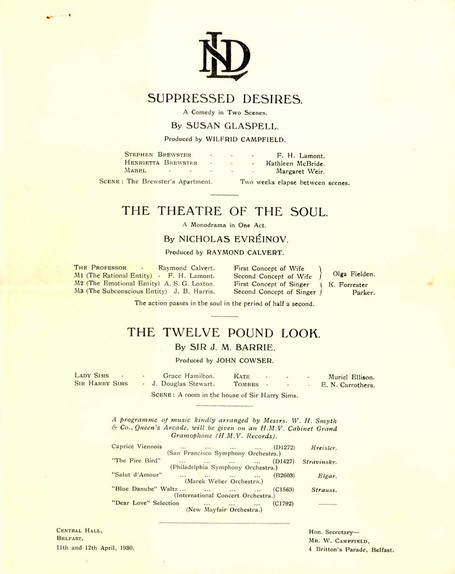 NLD
SUPPRESSED DESIRES.
A Comedy in Two Scenes.
By SUSAN GLASPELL.
Produced by WILFRID CAMPFIELD.
STEPHEN BREWSTER - - - F. H. Lamont.
HENRIETTA BREWSTER - - - Kathleen McBride.
MABEL - - - - - Margaret Weir.
SCENE : The Brewster's Apartment. Two weeks elapse between scenes.
THE THEATRE OF THE SOUL.
A Monodrama in One Act.
By NICHOLAS EVRÉINOV.
Produced by RAYMOND CALVERT.
THE PROFESSOR - Raymond Calvert. First Concept of Wife } Olga Fielden.
M1 (The Rational Entity) - F. H. Lamont. Second Concept of Wife
M2 (The Emotional Entity) A. S. G. Loxton. First Concept of Singer } K. Forrester
M3 (The Subconscious Entity) J. B. Harris. Second Concept of Singer Parker.
The action passes in the soul in the period of half a second.
THE TWELVE POUND LOOK.
By SIR J. M. BARRIE.
Produced by JOHN COWSER.
LADY SIMS - - Grace Hamilton. KATE - - - Muriel Ellison.
SIR HARRY SIMS - J. Douglas Stewart. TOMBES - - E. N. Carrothers.
SCENE : A room in the house of Sir Harry Sims.
A programme of music kindly arranged by Messrs. W. H. Smyth
& Co., Queen's Arcade, will be given on an H.M.V. Cabinet Grand
Gramophone (H.M.V. Records).
Caprice Viennois ... ... ... (D1272) Kreisler.
(San Francisco Symphony Orchestra.)
"The Fire Bird" ... ... ... (D1427) Stravinsky.
(Philadelphia Symphony Orchestra.)
"Salut d'Amour" ... ... ... (B2603) Elgar.
(Marek Weber Orchestra.)
"Blue Danube" Waltz ... ... ... (C1563) Strauss.
(International Concert Orchestra.)
"Dear Love" Selection ... ... (C1792)
(New Mayfair Orchestra.)
CENTRAL HALL,
BELFAST,
11th and 12th April, 1930.
Hon. Secretary—
MR. W. CAMPFIELD,
4 Britton's Parade, Belfast.